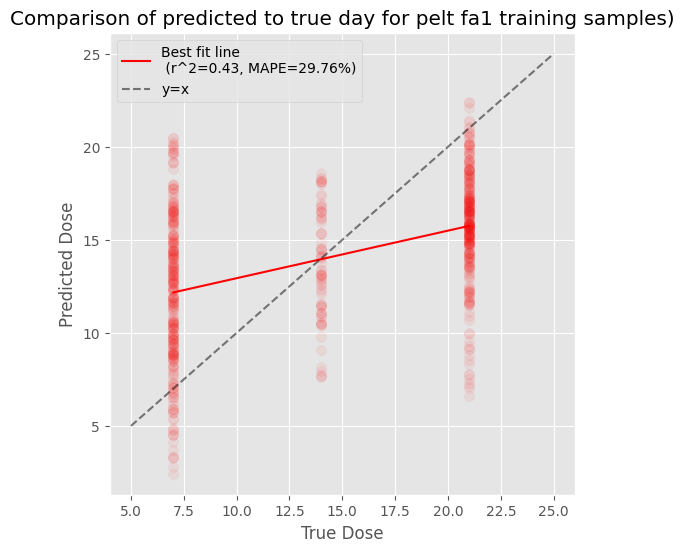 Comparison of predicted to true day for pelt fa1 training samples)
Best fit line
(r^2=0.43, MAPE=29.76%)
y=x
25
20
15
10
5
Predicted Dose
5.0 7.5 10.0 12.5 15.0 17.5 20.0 22.5 25.0
True Dose